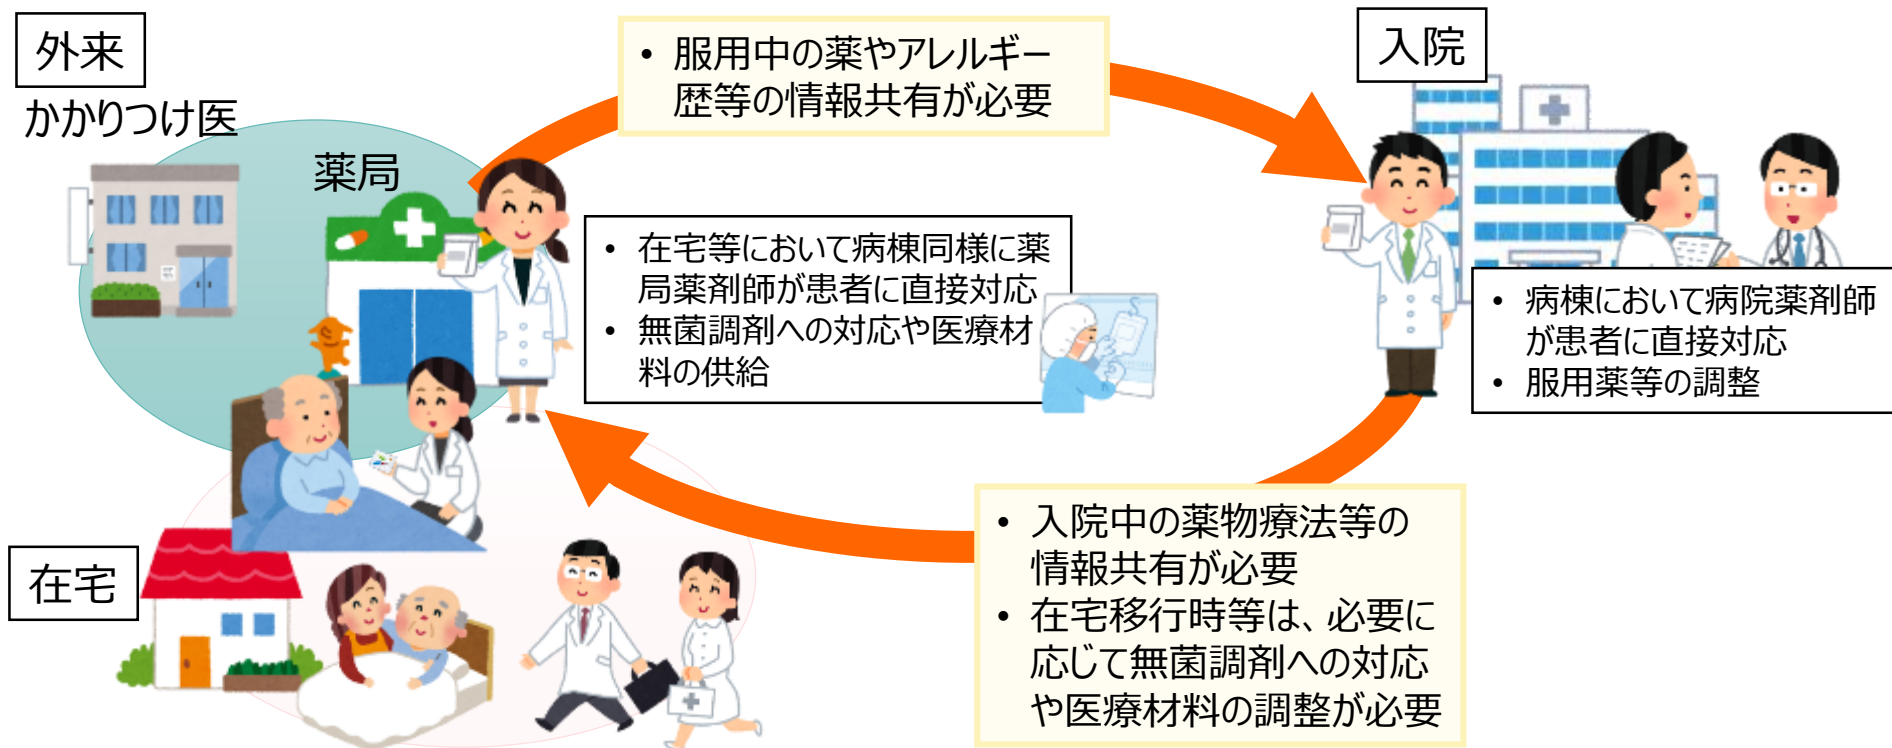 外来
かかりつけ医
薬局
• 服用中の薬やアレルギー
歴等の情報共有が必要
入院
• 在宅等において病棟同様に薬
局薬剤師が患者に直接対応
• 無菌調剤への対応や医療材
料の供給
• 病棟において病院薬剤師
が患者に直接対応
• 服用薬等の調整
在宅
• 入院中の薬物療法等の
情報共有が必要
• 在宅移行時等は、必要に
応じて無菌調剤への対応
や医療材料の調整が必要